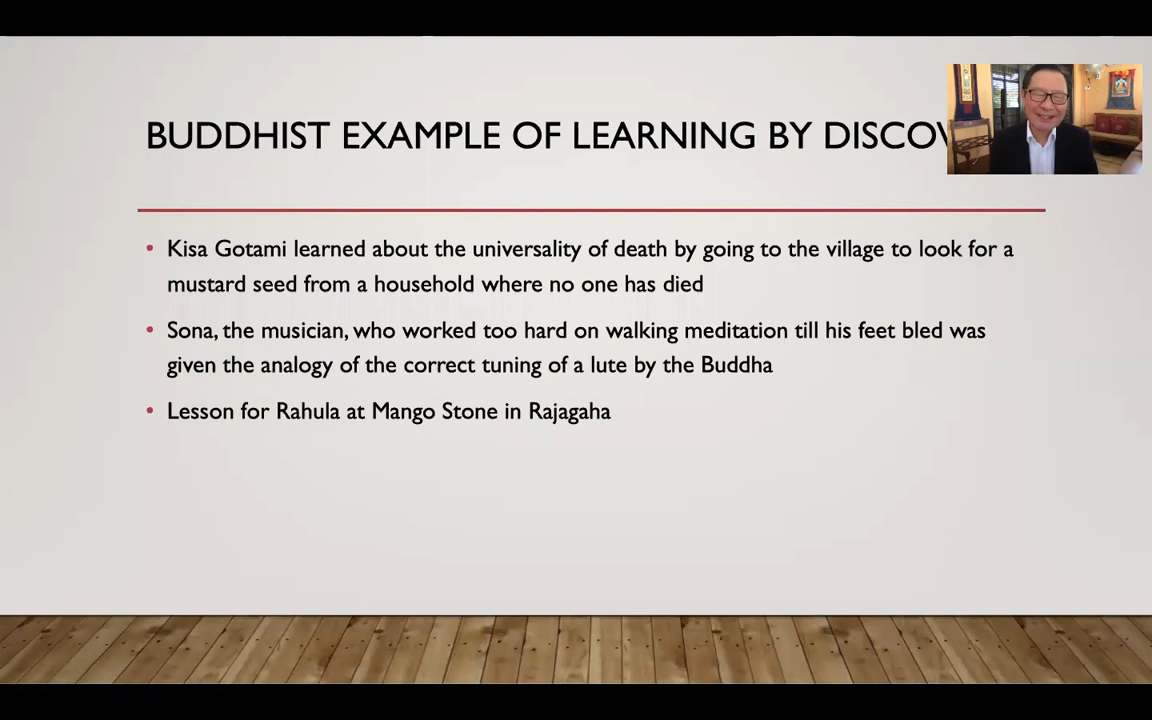 BUDDHIST EXAMPLE OF LEARNING BY DISCOV
• Kisa Gotami learned about the universality of death by going to the village to look for a
mustard seed from a household where no one has died
• Sona, the musician, who worked too hard on walking meditation till his feet bled was
given the analogy of the correct tuning of a lute by the Buddha
• Lesson for Rahula at Mango Stone in Rajagaha